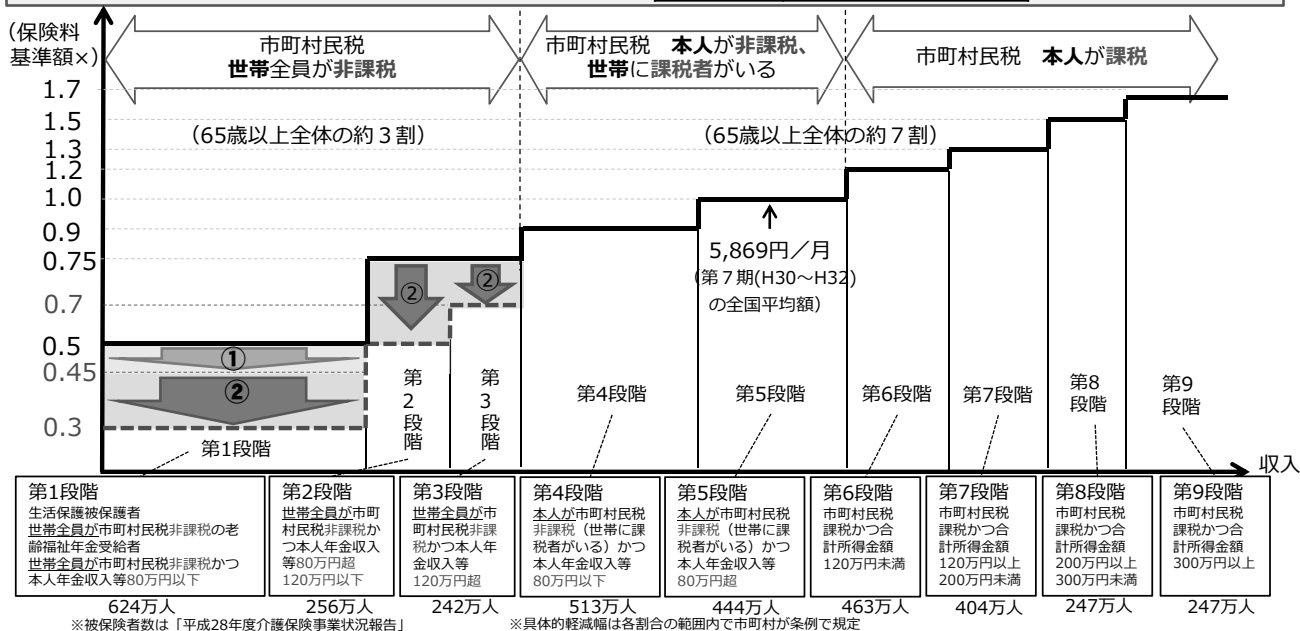 (保険料
基準額×)
市町村民税
世帯全員が非課税
市町村民税 本人が非課税、
世帯に課税者がいる
市町村民税 本人が課税
1.7
1.5
1.3
1.2
1.0
0.9
0.75
0.7
0.5
0.45
0.3
(65歳以上全体の約3割)
(65歳以上全体の約7割)
5,869円/月
(第7期(H30~H32)
の全国平均額)
①
②
②
②
第1段階
第2段階
第3段階
第4段階
第5段階
第6段階
第7段階
第8
段階
第9
段階
収入
第1段階
生活保護被保護者
世帯全員が市町村民税非課税の老
齢福祉年金受給者
世帯全員が市町村民税非課税かつ
本人年金収入等80万円以下
第2段階
世帯全員が市町
村民税非課税か
つ本人年金収入
等80万円超
120万円以下
第3段階
世帯全員が市
町村民税非課
税かつ本人年
金収入等
120万円超
第4段階
本人が市町村民税
非課税(世帯に課
税者がいる)かつ
本人年金収入等
80万円以下
第5段階
本人が市町村民税
非課税(世帯に課
税者がいる)かつ
本人年金収入等
80万円超
第6段階
市町村民税
課税かつ合
計所得金額
120万円未満
第7段階
市町村民税
課税かつ合
計所得金額
120万円以上
200万円未満
第8段階
市町村民税
課税かつ合
計所得金額
200万円以上
300万円未満
第9段階
市町村民税
課税かつ合
計所得金額
300万円以上
624万人
256万人
242万人
513万人
444万人
463万人
404万人
247万人
247万人
※被保険者数は「平成28年度介護保険事業状況報告」
※具体的軽減幅は各割合の範囲内で市町村が条例で規定